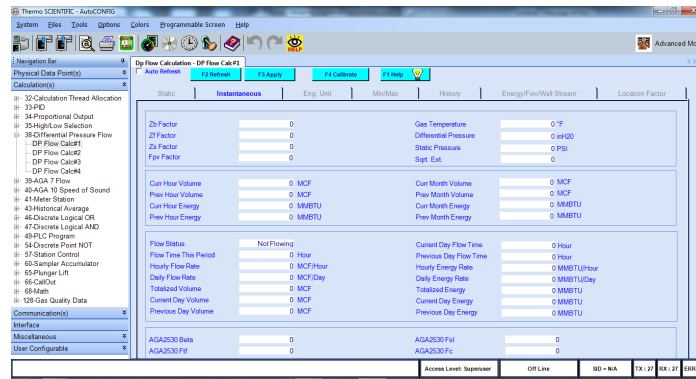 Thermo SCIENTIFIC - AutoCONFIG
System Files Tools Options Colors Programmable Screen Help
HELP
Advanced Mo
Navigation Bar
Physical Data Point(s)
Calculation(s)
32-Calculation Thread Allocation
33-PID
34-Proportional Output
35-High/Low Selection
38-Differential Pressure Flow
DP Flow Calc#1
DP Flow Calc#2
DP Flow Calc#3
DP Flow Calc#4
39-AGA 7 Flow
40-AGA 10 Speed of Sound
41-Meter Station
43-Historical Average
46-Discrete Logical OR
47-Discrete Logical AND
49-PLC Program
54-Discrete Point NOT
57-Station Control
60-Sampler Accumulator
65-Plunger Lift
66-CallOut
68-Math
128-Gas Quality Data
Communication(s)
Interface
Miscellaneous
User Configurable
Dp Flow Calculation - DP Flow Calc#1
Auto Refresh F2 Refresh F3 Apply F4 Calibrate F1 Help
Static Instantaneous Eng. Unit Min/Max History Energy/Fwv/Well Stream Location Factor
Zb Factor 0 Gas Temperature 0 °F
Zf Factor 0 Differential Pressure 0 inH20
Zs Factor 0 Static Pressure 0 PSI
Fpv Factor 0 Sqrt. Ext. 0
Curr Hour Volume 0 MCF Curr Month Volume 0 MCF
Prev Hour Volume 0 MCF Prev Month Volume 0 MCF
Curr Hour Energy 0 MMBTU Curr Month Energy 0 MMBTU
Prev Hour Energy 0 MMBTU Prev Month Energy 0 MMBTU
Flow Status Not Flowing Current Day Flow Time 0 Hour
Flow Time This Period 0 Hour Previous Day Flow Time 0 Hour
Hourly Flow Rate 0 MCF/Hour Hourly Energy Rate 0 MMBTU/Hour
Daily Flow Rate 0 MCF/Day Daily Energy Rate 0 MMBTU/Day
Totalized Volume 0 MCF Totalized Energy 0 MMBTU
Current Day Volume 0 MCF Current Day Energy 0 MMBTU
Previous Day Volume 0 MCF Previous Day Energy 0 MMBTU
AGA2530 Beta 0 AGA2530 Fsl 0
AGA2530 Ftf 0 AGA2530 Fc 0
Access Level: Superuser Off Line SID = N/A TX : 27 RX : 27 ERR